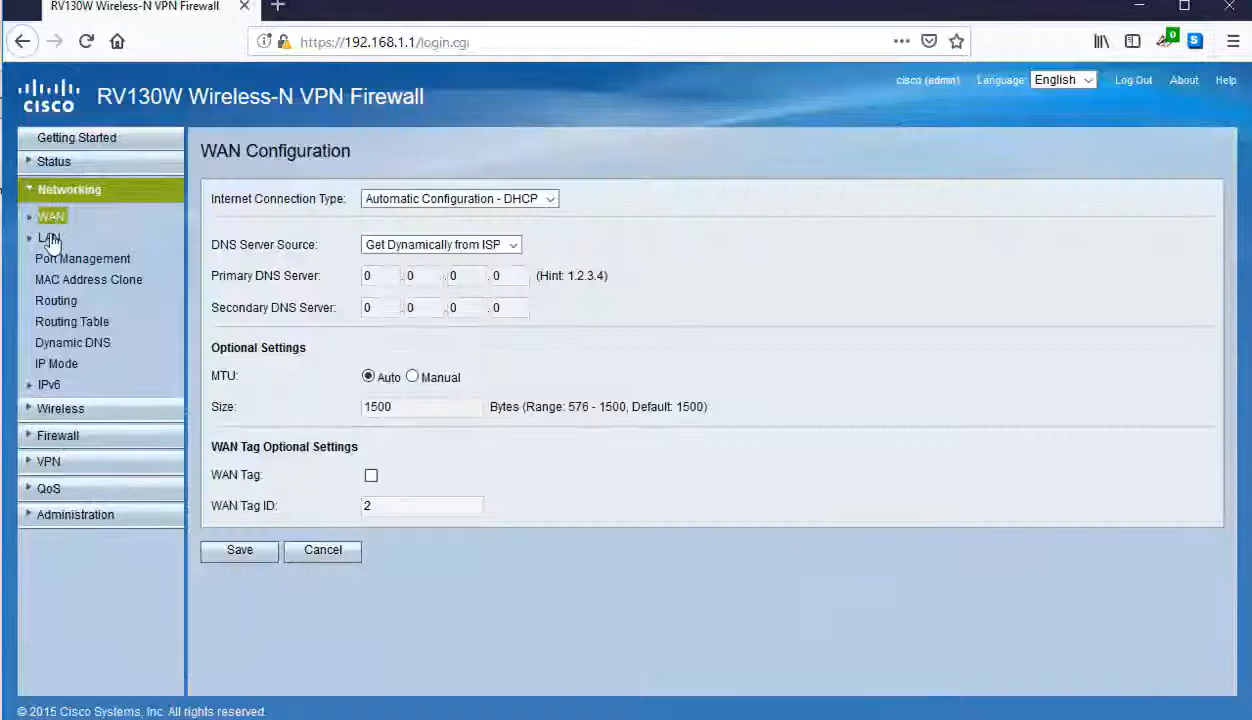 RV130W Wireless-N VPN Firewall
https://192.168.1.1/login.cgi
0
S
cisco (admin) Language: English Log Out About Help
CISCO RV130W Wireless-N VPN Firewall
Getting Started
Status
Networking
WAN
LAN
Port Management
MAC Address Clone
Routing
Routing Table
Dynamic DNS
IP Mode
IPv6
Wireless
Firewall
VPN
QoS
Administration
WAN Configuration
Internet Connection Type: Automatic Configuration - DHCP
DNS Server Source: Get Dynamically from ISP
Primary DNS Server: 0 . 0 . 0 . 0 (Hint: 1.2.3.4)
Secondary DNS Server: 0 . 0 . 0 . 0
Optional Settings
MTU: Auto Manual
Size: 1500 Bytes (Range: 576 - 1500, Default: 1500)
WAN Tag Optional Settings
WAN Tag:
WAN Tag ID: 2
Save Cancel
© 2015 Cisco Systems, Inc. All rights reserved.